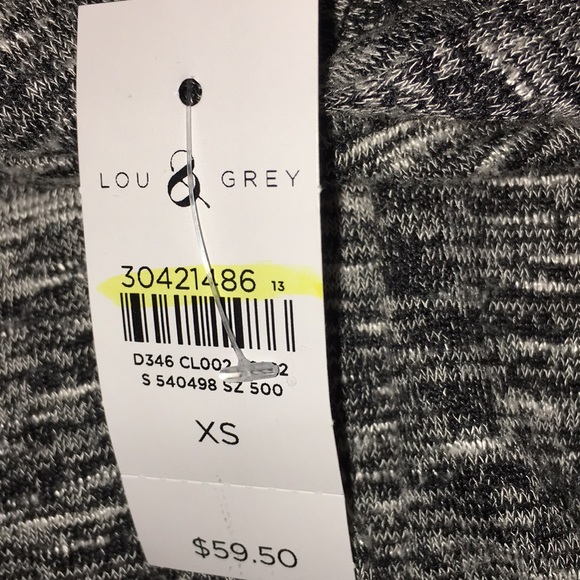 LOU & GREY
30421486 13
D346 CL002
S 540498 SZ 500
XS
$59.50